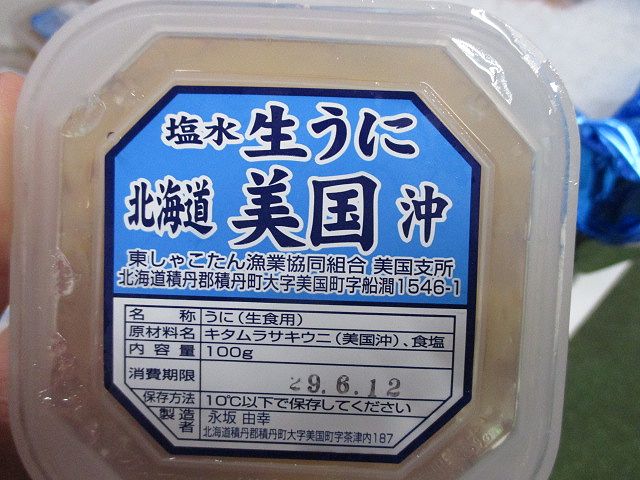 塩水 生うに
北海道 美国 沖
東しゃこたん漁業協同組合 美国支所
北海道積丹郡積丹町大字美国町字船澗1546-1
名称 うに(生食用)
原材料名 キタムラサキウニ(美国沖)、食塩
内容量 100g
消費期限 29.6.12
保存方法 10℃以下で保存してください
製造者 永坂 由幸
北海道積丹郡積丹町大字美国町字茶津内187